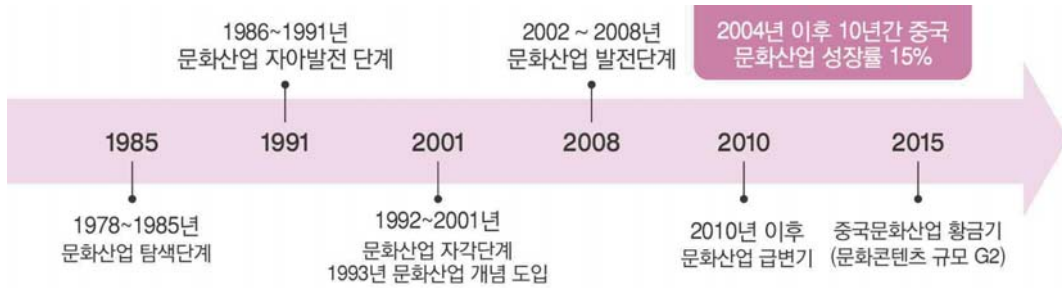 1986~1991년
문화산업 자아발전 단계
2002 ~ 2008년
문화산업 발전단계
2004년 이후 10년간 중국
문화산업 성장률 15%
1985
1991
2001
2008
2010
2015
1978~1985년
문화산업 탐색단계
1992~2001년
문화산업 자각단계
1993년 문화산업 개념 도입
2010년 이후
문화산업 급변기
중국문화산업 황금기
(문화콘텐츠 규모 G2)